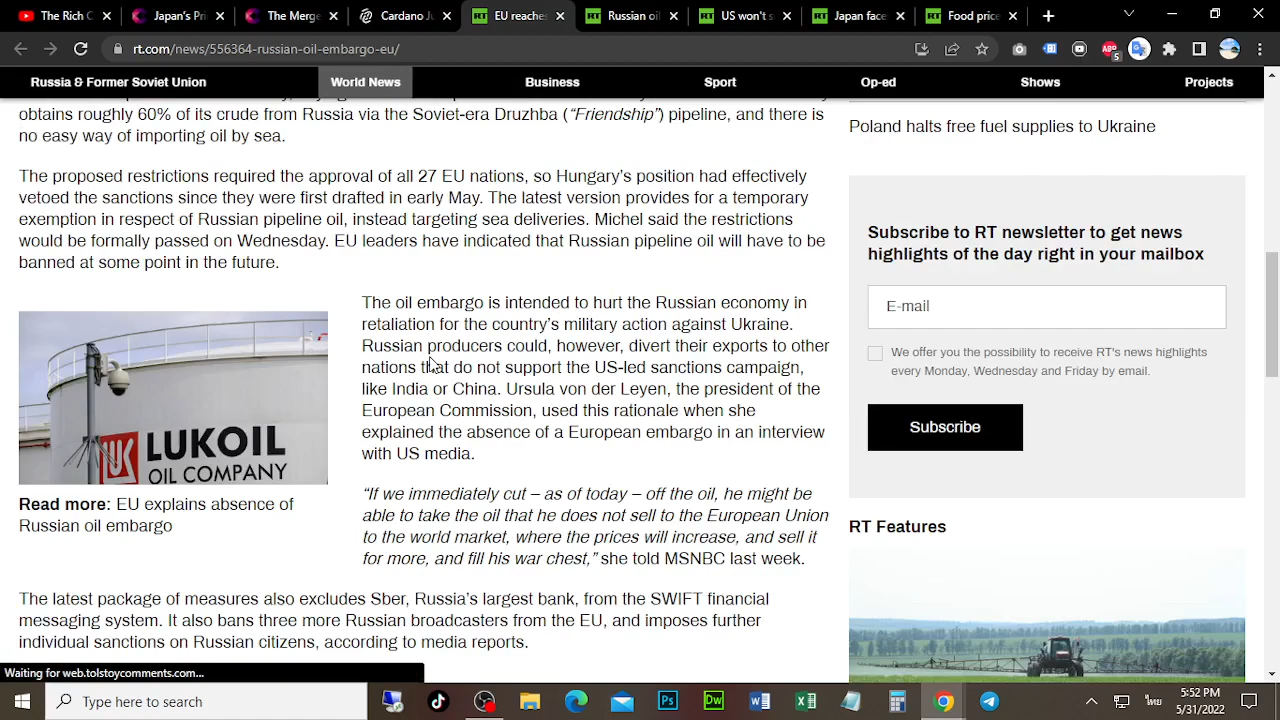 The Rich C
Japan's Pri
The Merge
Cardano Ju
RT
EU reache
RT
Russian oil
RT
US won't s
RT
Japan face
RT
Food price
rt.com/news/556364-russian-oil-embargo-eu/
ABP
5
Russia & Former Soviet Union
World News
Business
Sport
Op-ed
Shows
Projects
obtains roughly 60% of its crude from Russia via the Soviet-era Druzhba (“Friendship”) pipeline, and there is
no easy way of importing oil by sea.
The proposed restrictions required the approval of all 27 EU nations, so Hungary’s position had effectively
vetoed the sanctions since they were first drafted in early May. The latest version provides for a temporary
exemption in respect of Russian pipeline oil, instead targeting sea deliveries. Michel said the restrictions
would be formally passed on Wednesday. EU leaders have indicated that Russian pipeline oil will have to be
banned at some point in the future.
LUKOIL
OIL COMPANY
Read more: EU explains absence of
Russian oil embargo
The oil embargo is intended to hurt the Russian economy in
retaliation for the country’s military action against Ukraine.
Russian producers could, however, divert their exports to other
nations that do not support the US-led sanctions campaign,
like India or China. Ursula von der Leyen, the president of the
European Commission, used this rationale when she
explained the absence of a European embargo in an interview
with US media.
“If we immediately cut – as of today – off the oil, he might be
able to take the oil that he does not sell to the European Union
to the world market, where the prices will increase, and sell it
for more, and fill his war chest,” she told MSNBC last week.
The latest package of measures also excludes Sber, Russia’s largest bank, from the SWIFT financial
messaging system. It also bans three more Russian broadcasters from the EU, and imposes further
individual sanctions on Russian citizens, according to media reports.
Poland halts free fuel supplies to Ukraine
Subscribe to RT newsletter to get news
highlights of the day right in your mailbox
E-mail
We offer you the possibility to receive RT's news highlights
every Monday, Wednesday and Friday by email.
Subscribe
RT Features
Waiting for web.tolstoycomments.com...
Type here to search
Ps
Dw
5:52 PM
5/31/2022